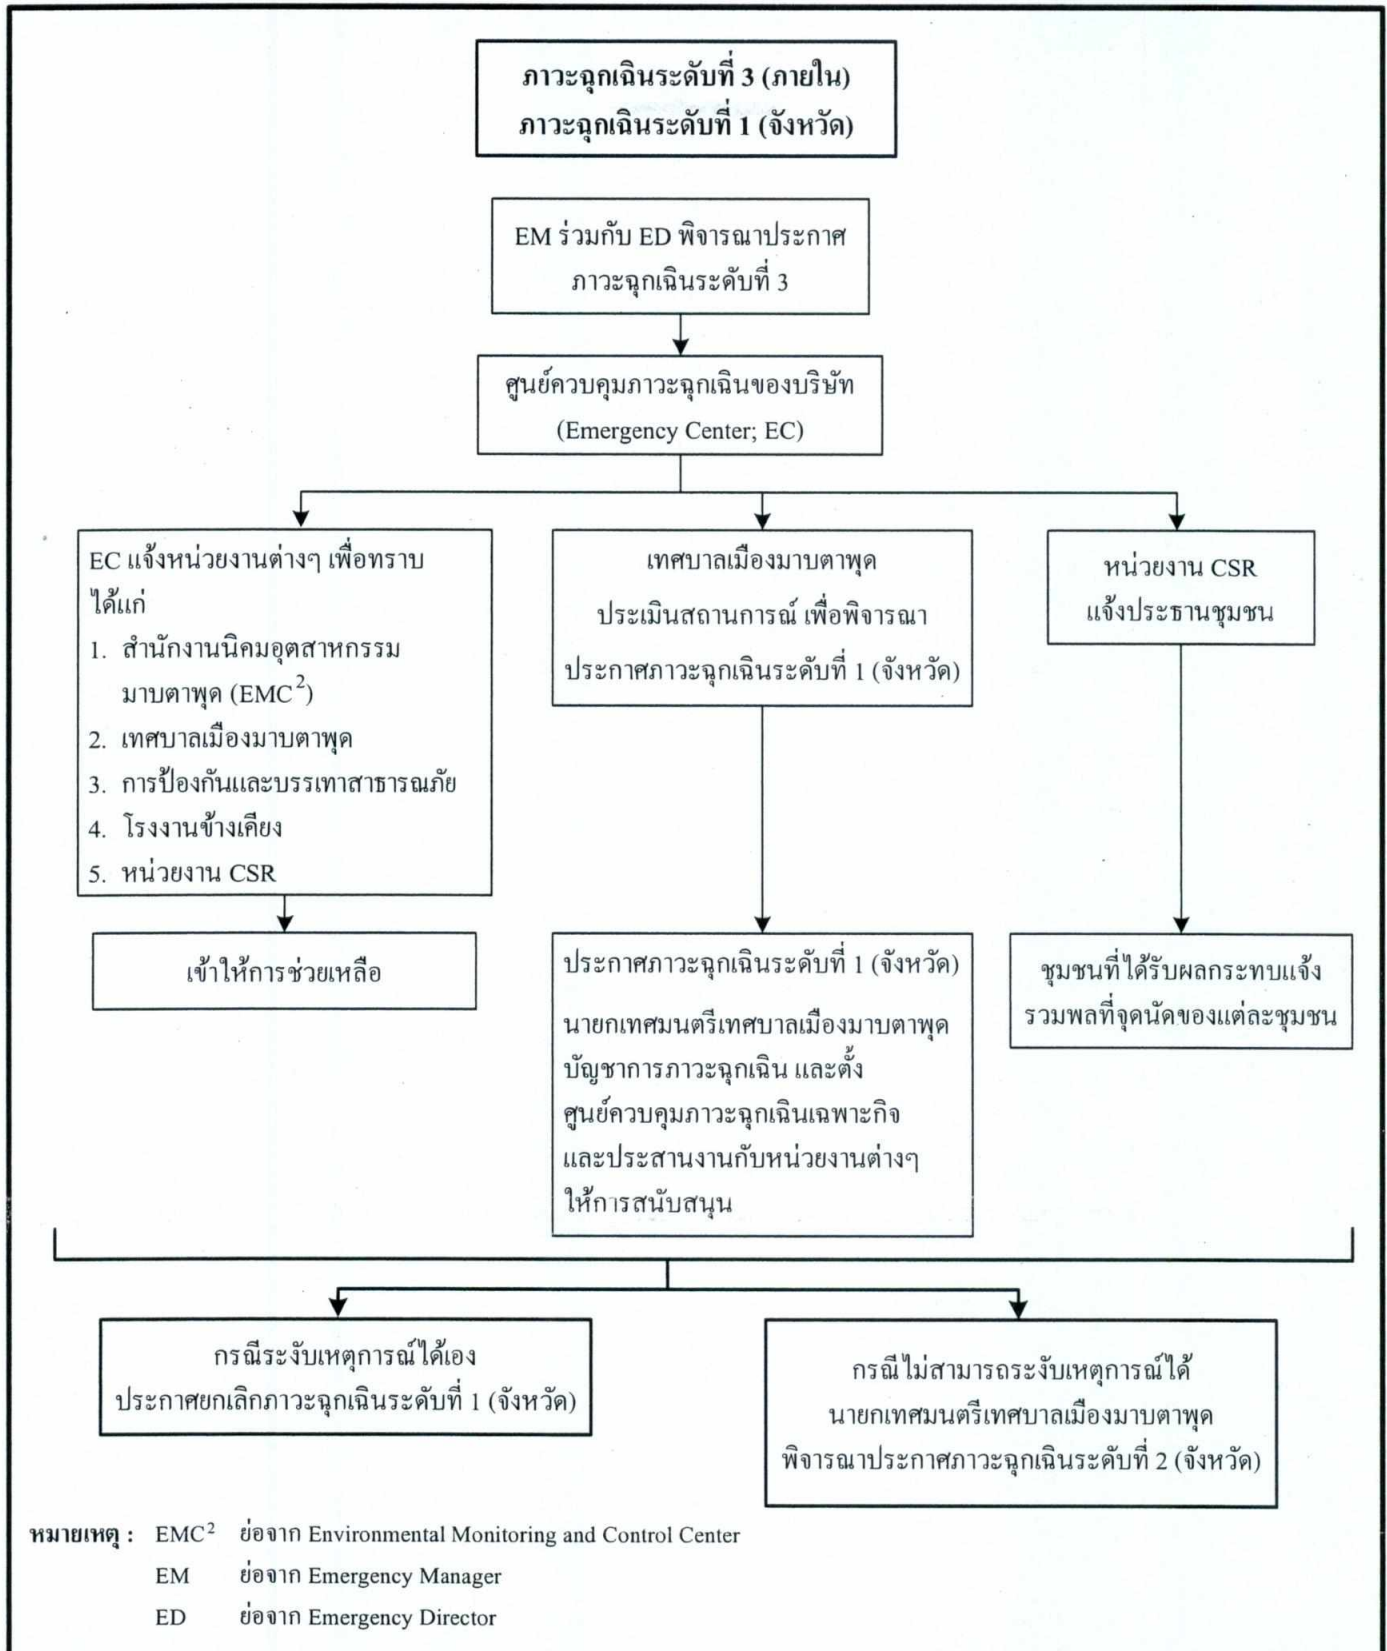 ภาวะฉุกเฉินระดับที่ 3 (ภายใน)
ภาวะฉุกเฉินระดับที่ 1 (จังหวัด)
EM ร่วมกับ ED พิจารณาประกาศ
ภาวะฉุกเฉินระดับที่ 3
ศูนย์ควบคุมภาวะฉุกเฉินของบริษัท
(Emergency Center; EC)
EC แจ้งหน่วยงานต่างๆ เพื่อทราบ
ได้แก่
1. สำนักงานนิคมอุตสาหกรรม
มาบตาพุด (EMC²)
2. เทศบาลเมืองมาบตาพุด
3. การป้องกันและบรรเทาสาธารณภัย
4. โรงงานข้างเคียง
5. หน่วยงาน CSR
เทศบาลเมืองมาบตาพุด
ประเมินสถานการณ์ เพื่อพิจารณา
ประกาศภาวะฉุกเฉินระดับที่ 1 (จังหวัด)
หน่วยงาน CSR
แจ้งประธานชุมชน
เข้าให้การช่วยเหลือ
ประกาศภาวะฉุกเฉินระดับที่ 1 (จังหวัด)
นายกเทศมนตรีเทศบาลเมืองมาบตาพุด
บัญชาการภาวะฉุกเฉิน และตั้ง
ศูนย์ควบคุมภาวะฉุกเฉินเฉพาะกิจ
และประสานงานกับหน่วยงานต่างๆ
ให้การสนับสนุน
ชุมชนที่ได้รับผลกระทบแจ้ง
รวมพลที่จุดนัดของแต่ละชุมชน
กรณีระงับเหตุการณ์ได้เอง
ประกาศยกเลิกภาวะฉุกเฉินระดับที่ 1 (จังหวัด)
กรณีไม่สามารถระงับเหตุการณ์ได้
นายกเทศมนตรีเทศบาลเมืองมาบตาพุด
พิจารณาประกาศภาวะฉุกเฉินระดับที่ 2 (จังหวัด)
หมายเหตุ : EMC² ย่อจาก Environmental Monitoring and Control Center
EM ย่อจาก Emergency Manager
ED ย่อจาก Emergency Director